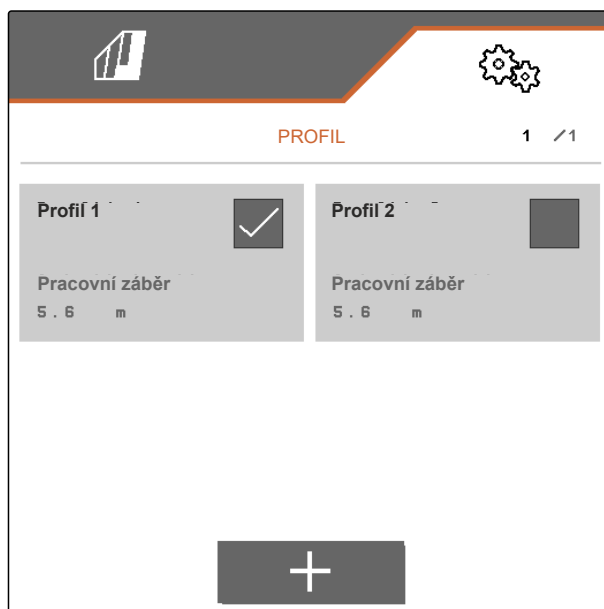 PROFIL 1 /1
Profil 1 Profil 2
Pracovní záběr Pracovní záběr
5.6 m 5.6 m